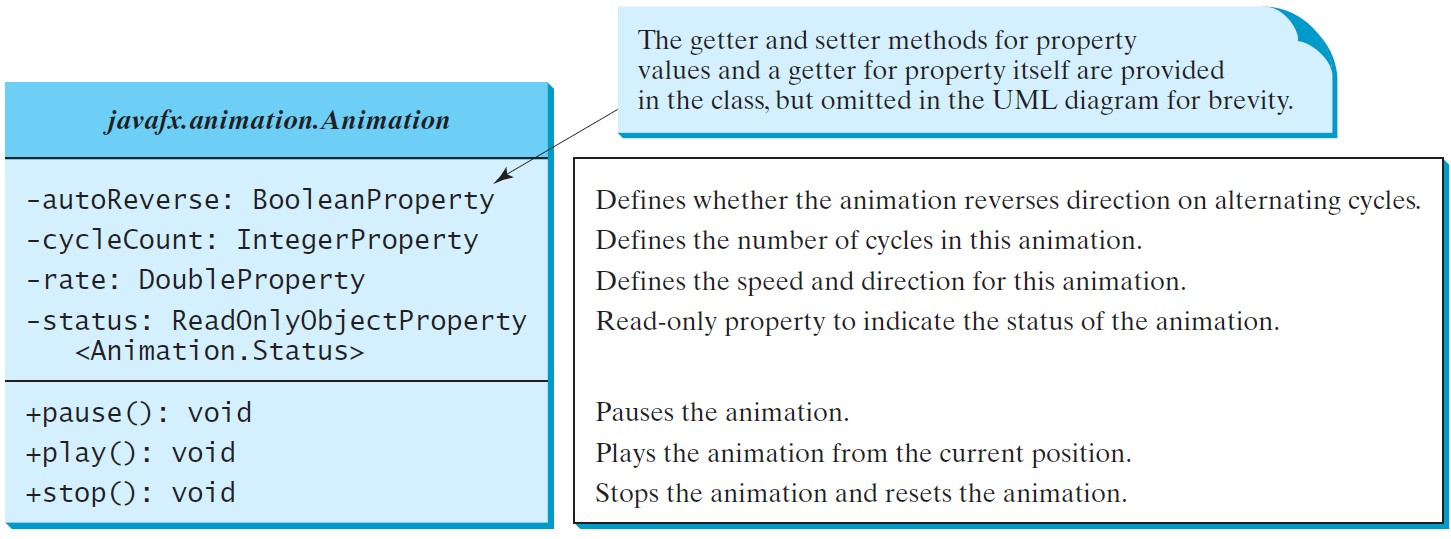 The getter and setter methods for property
values and a getter for property itself are provided
in the class, but omitted in the UML diagram for brevity.
javafx.animation.Animation
-autoReverse: BooleanProperty
-cycleCount: IntegerProperty
-rate: DoubleProperty
-status: ReadOnlyObjectProperty
<Animation.Status>
+pause(): void
+play(): void
+stop(): void
Defines whether the animation reverses direction on alternating cycles.
Defines the number of cycles in this animation.
Defines the speed and direction for this animation.
Read-only property to indicate the status of the animation.
Pauses the animation.
Plays the animation from the current position.
Stops the animation and resets the animation.